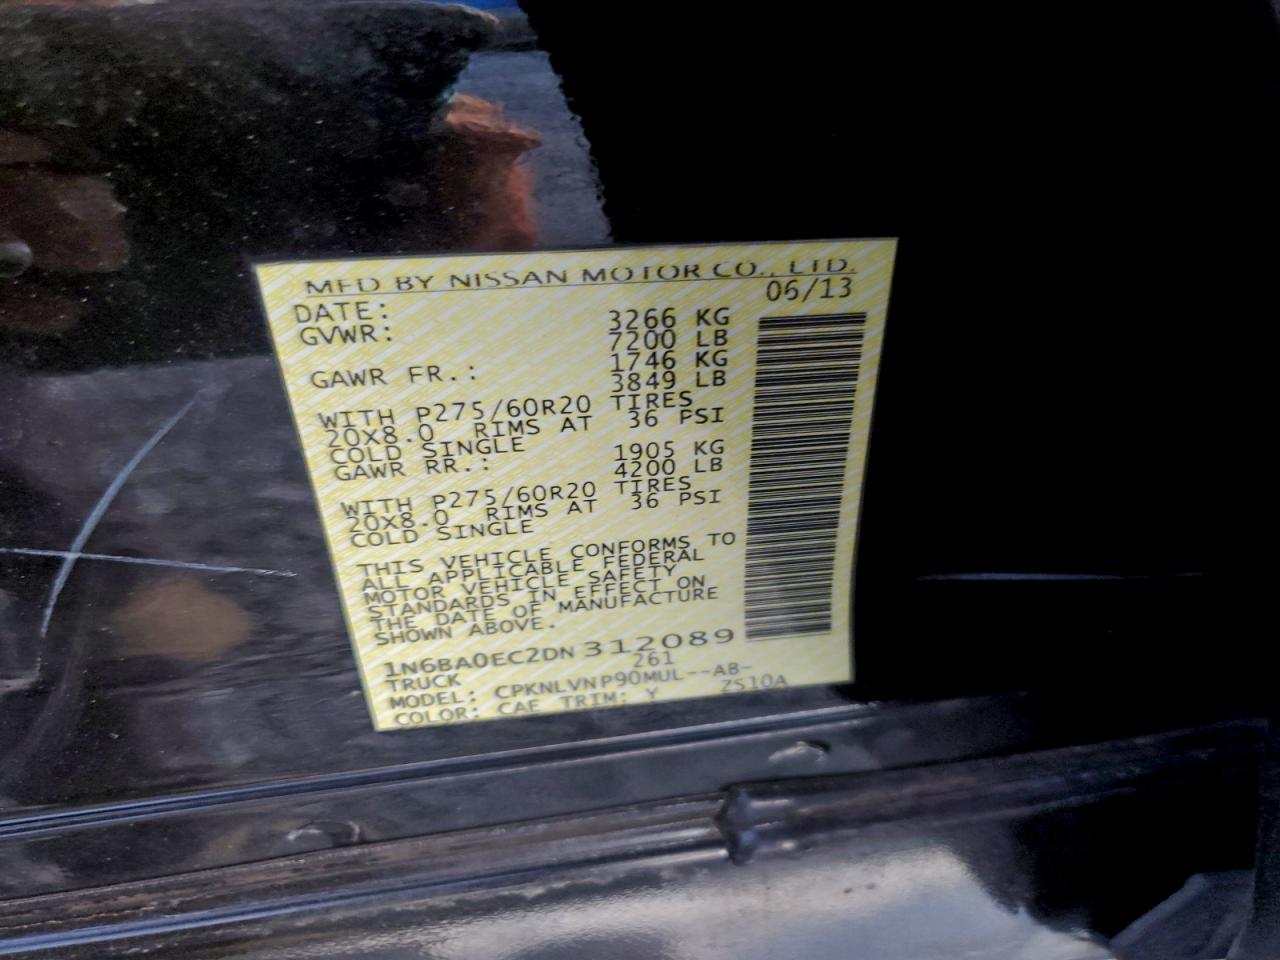 MFD BY NISSAN MOTOR CO., LTD.
DATE: 06/13
GVWR: 3266 KG
7200 LB
GAWR FR.: 1746 KG
3849 LB
WITH P275/60R20 TIRES
20X8.0 RIMS AT 36 PSI
COLD SINGLE
GAWR RR.: 1905 KG
4200 LB
WITH P275/60R20 TIRES
20X8.0 RIMS AT 36 PSI
COLD SINGLE
THIS VEHICLE CONFORMS TO
ALL APPLICABLE FEDERAL
MOTOR VEHICLE SAFETY
STANDARDS IN EFFECT ON
THE DATE OF MANUFACTURE
SHOWN ABOVE.
1N6BA0EC2DN312089
TRUCK 261
MODEL: CPKNLVNP90MUL--AB-
COLOR: CAE TRIM: Y ZS10A